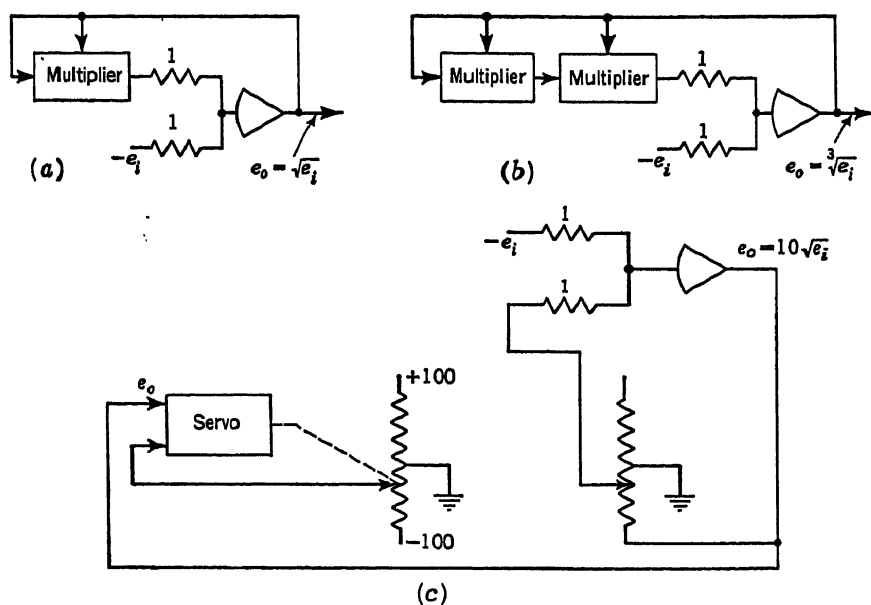 1
Multiplier
1
-e_i
e_o = √e_i
(a)
1
Multiplier
Multiplier
1
-e_i
e_o = ∛e_i
(b)
1
-e_i
e_o = 10√e_i
1
e_o
Servo
+100
-100
(c)